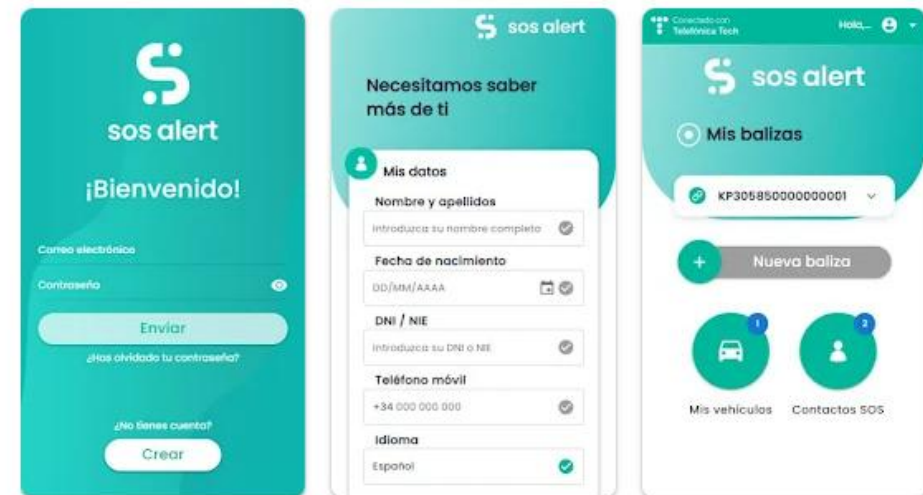 sos alert
¡Bienvenido!
Correo electrónico
Contraseña
Enviar
¿Has olvidado tu contraseña?
¿No tienes cuenta?
Crear
sos alert
Necesitamos saber
más de ti
Mis datos
Nombre y apellidos
Introduzca su nombre completo
Fecha de nacimiento
DD/MM/AAAA
DNI / NIE
Introduzca su DNI o NIE
Teléfono móvil
+34 000 000 000
Idioma
Español
Conectado con
Telefónica Tech
Hola,...
sos alert
Mis balizas
KP305850000000001
Nueva baliza
1
2
Mis vehículos
Contactos SOS